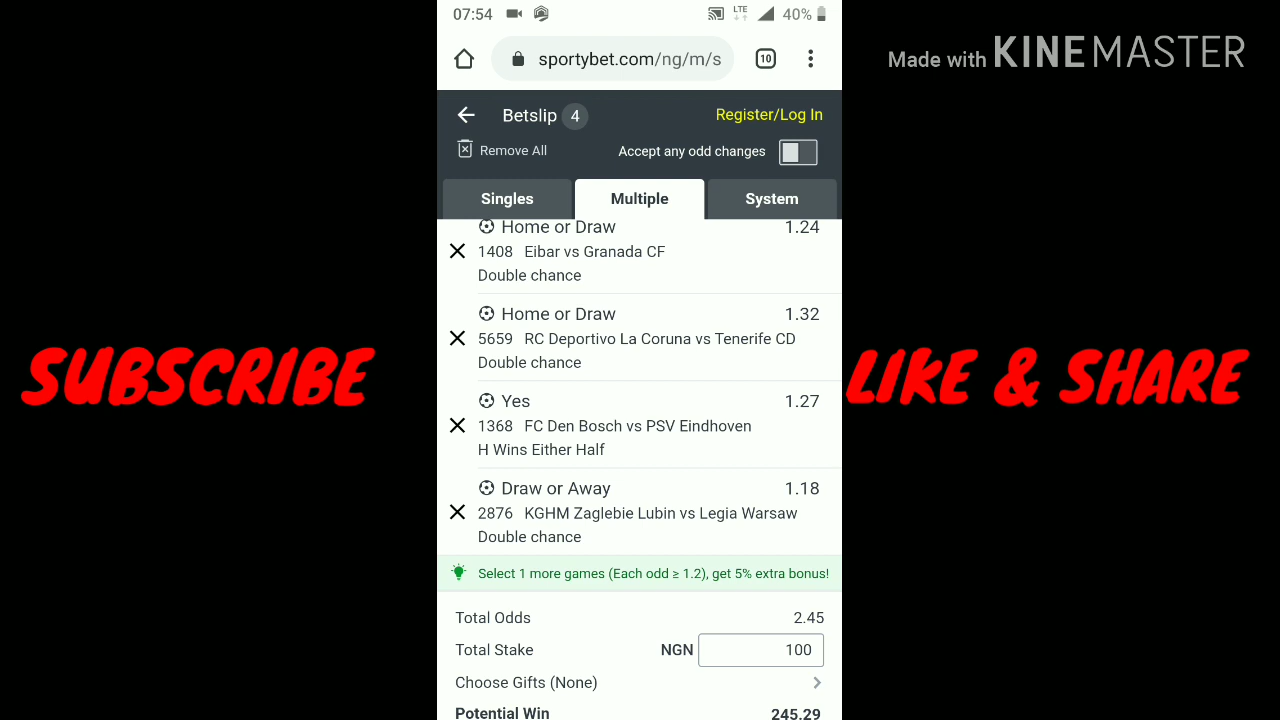 07:54 LTE 40%
Made with KINEMASTER
sportybet.com/ng/m/s 10
Betslip 4 Register/Log In
Remove All Accept any odd changes
Singles Multiple System
Home or Draw 1.24
1408 Eibar vs Granada CF
Double chance
Home or Draw 1.32
5659 RC Deportivo La Coruna vs Tenerife CD
Double chance
SUBSCRIBE
LIKE & SHARE
Yes 1.27
1368 FC Den Bosch vs PSV Eindhoven
H Wins Either Half
Draw or Away 1.18
2876 KGHM Zaglebie Lubin vs Legia Warsaw
Double chance
Select 1 more games (Each odd ≥ 1.2), get 5% extra bonus!
Total Odds 2.45
Total Stake NGN 100
Choose Gifts (None)
Potential Win 245.29